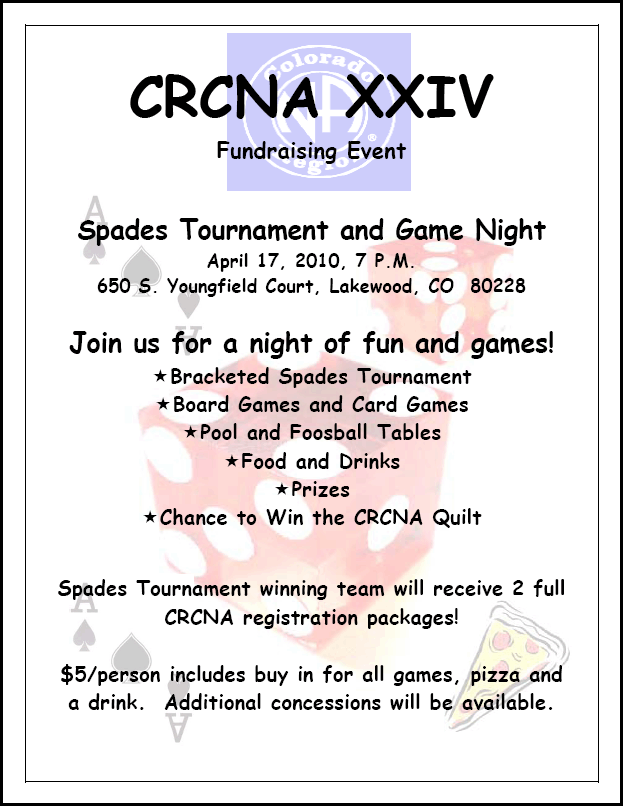 Colorado
NA
Region
®
CRCNA XXIV
Fundraising Event
A
Spades Tournament and Game Night
April 17, 2010, 7 P.M.
650 S. Youngfield Court, Lakewood, CO  80228
A
Join us for a night of fun and games!
★Bracketed Spades Tournament
★Board Games and Card Games
★Pool and Foosball Tables
★Food and Drinks
★Prizes
★Chance to Win the CRCNA Quilt
Spades Tournament winning team will receive 2 full
A
CRCNA registration packages!
$5/person includes buy in for all games, pizza and
a drink.  Additional concessions will be available.
A